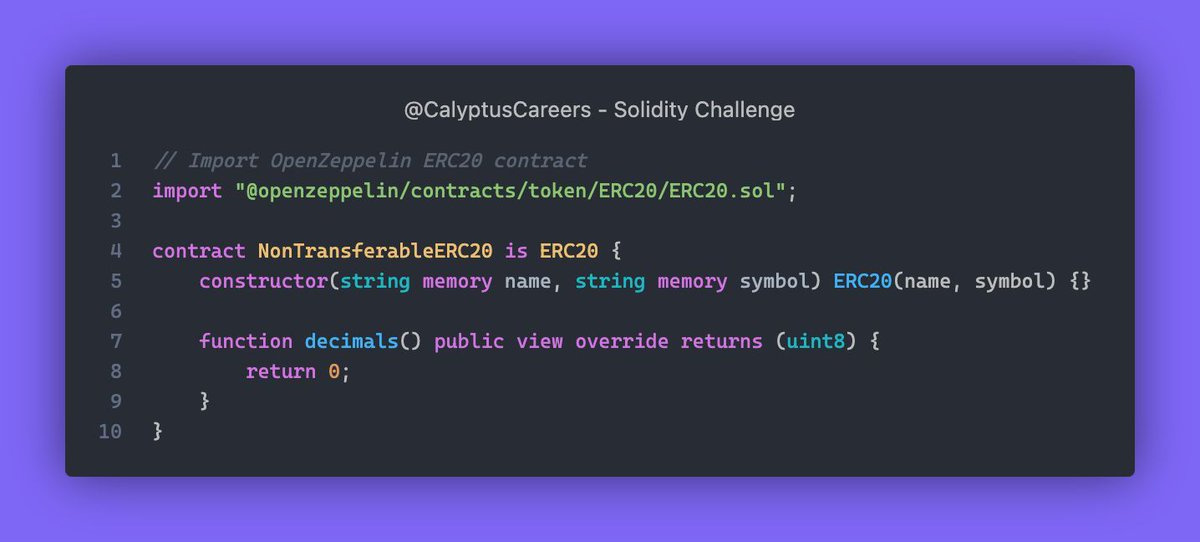 @CalyptusCareers - Solidity Challenge
1 // Import OpenZeppelin ERC20 contract
2 import "@openzeppelin/contracts/token/ERC20/ERC20.sol";
3
4 contract NonTransferableERC20 is ERC20 {
5     constructor(string memory name, string memory symbol) ERC20(name, symbol) {}
6
7     function decimals() public view override returns (uint8) {
8         return 0;
9     }
10 }